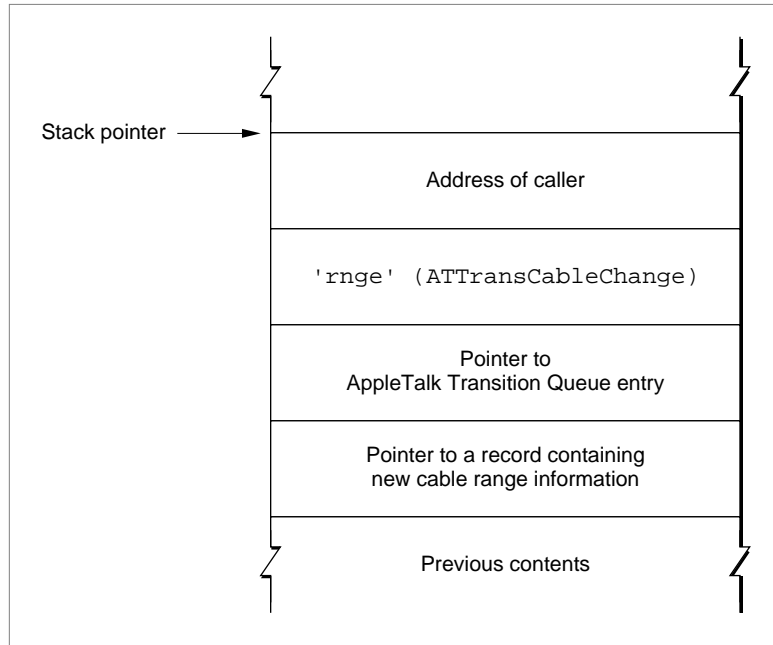 Stack pointer
Address of caller
'rnge' (ATTransCableChange)
Pointer to
AppleTalk Transition Queue entry
Pointer to a record containing
new cable range information
Previous contents